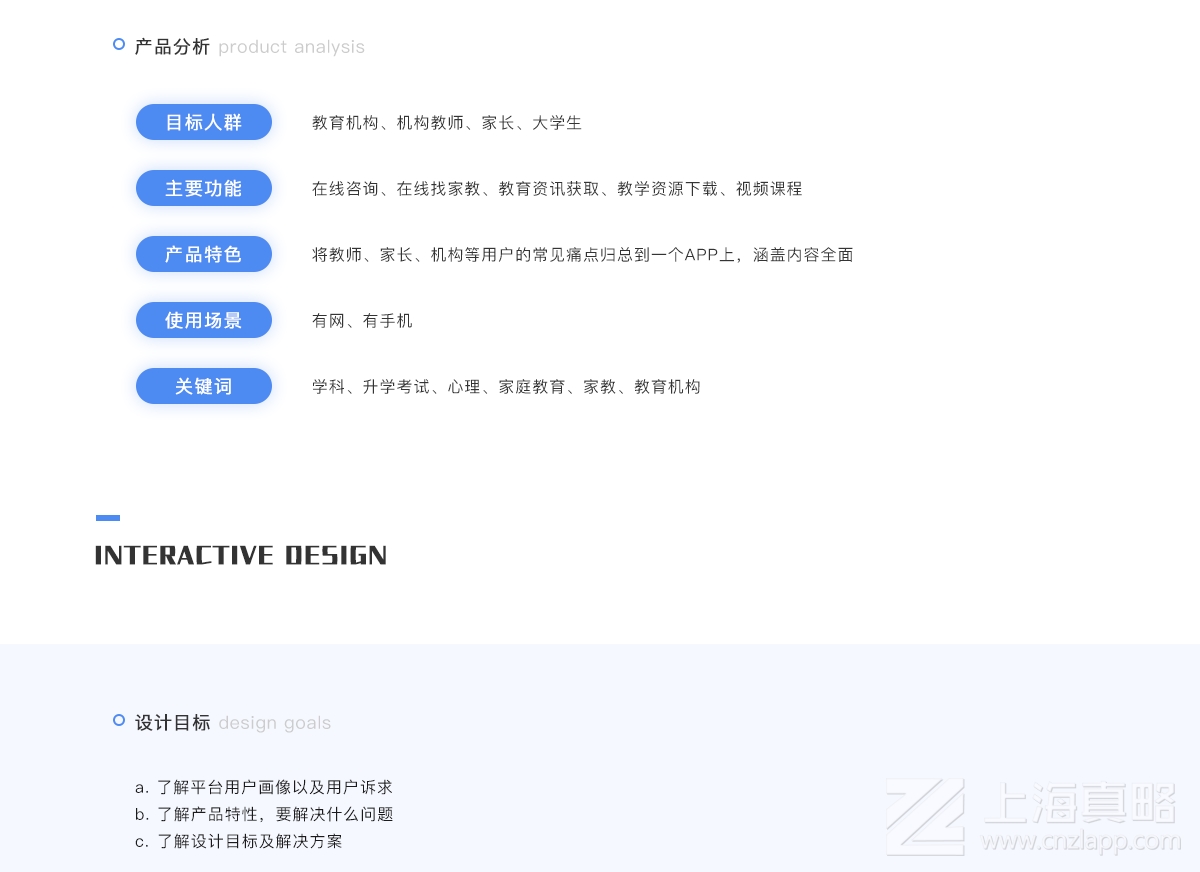 产品分析 product analysis
目标人群 教育机构、机构教师、家长、大学生
主要功能 在线咨询、在线找家教、教育资讯获取、教学资源下载、视频课程
产品特色 将教师、家长、机构等用户的常见痛点归总到一个APP上，涵盖内容全面
使用场景 有网、有手机
关键词 学科、升学考试、心理、家庭教育、家教、教育机构
INTERACTIVE DESIGN
设计目标 design goals
a. 了解平台用户画像以及用户诉求
b. 了解产品特性，要解决什么问题
c. 了解设计目标及解决方案
上海真略
www.cnzlapp.com